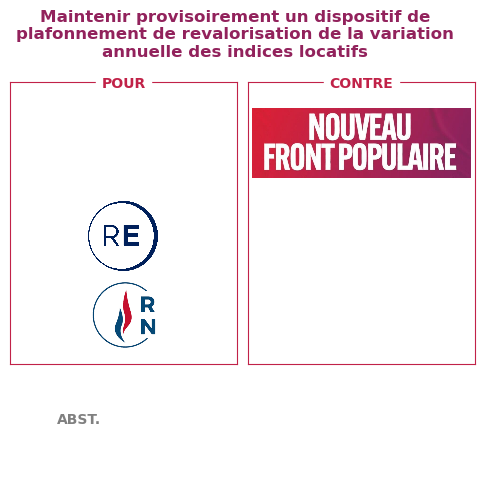 Maintenir provisoirement un dispositif de
plafonnement de revalorisation de la variation
annuelle des indices locatifs
POUR
CONTRE
NOUVEAU
FRONT POPULAIRE
RE
R
N
ABST.